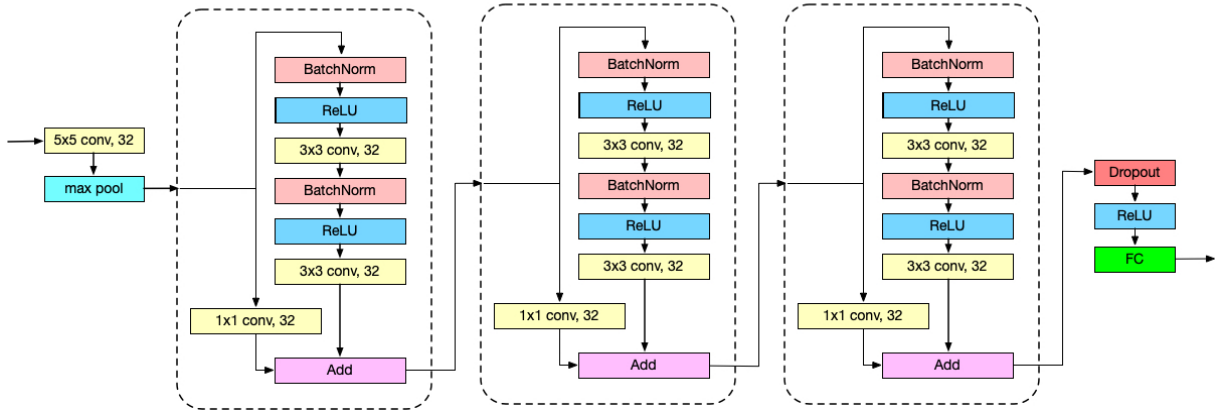 5x5 conv, 32
max pool
BatchNorm
ReLU
3x3 conv, 32
BatchNorm
ReLU
3x3 conv, 32
1x1 conv, 32
Add
BatchNorm
ReLU
3x3 conv, 32
BatchNorm
ReLU
3x3 conv, 32
1x1 conv, 32
Add
BatchNorm
ReLU
3x3 conv, 32
BatchNorm
ReLU
3x3 conv, 32
1x1 conv, 32
Add
Dropout
ReLU
FC